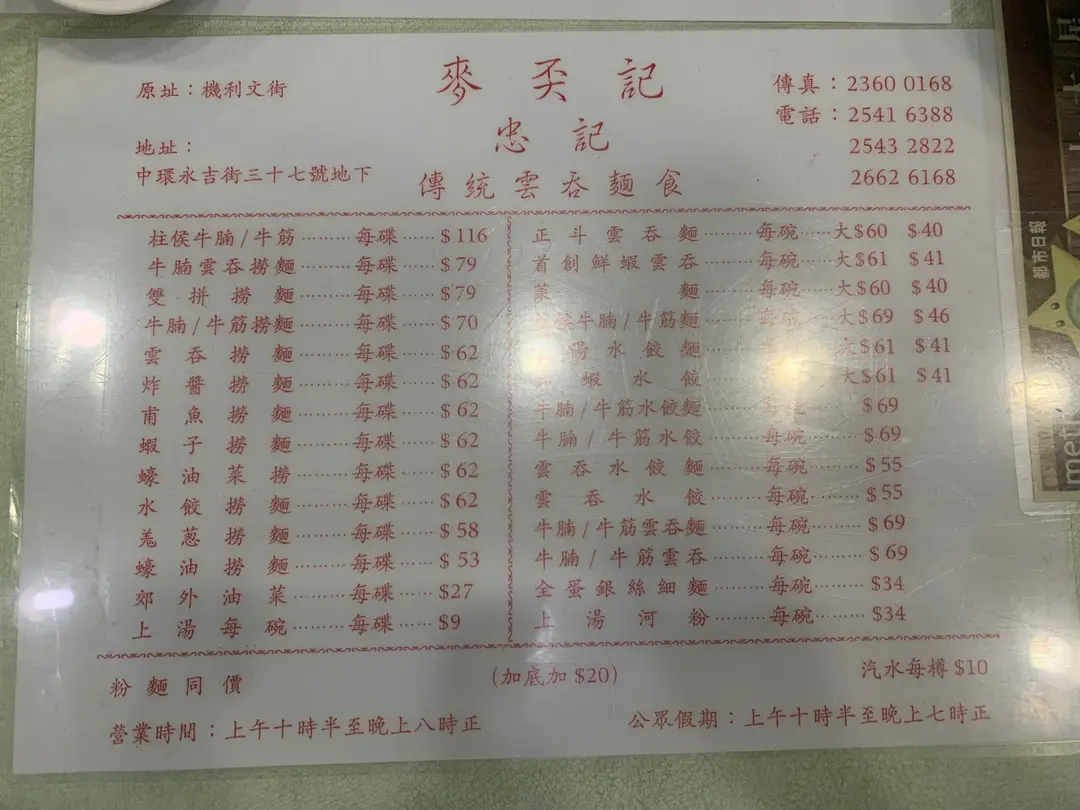 麥奀記
忠記
傳統雲吞麵食
原址：機利文街
地址：
中環永吉街三十七號地下
傳真：2360 0168
電話：2541 6388
2543 2822
2662 6168
柱侯牛腩/牛筋………每碟……$116
牛腩雲吞撈麵………每碟……$79
雙拼撈麵………每碟……$79
牛腩/牛筋撈麵………每碟……$70
雲吞撈麵………每碟……$62
炸醬撈麵………每碟……$62
甫魚撈麵………每碟……$62
蝦子撈麵………每碟……$62
蠔油菜撈………每碟……$62
水餃撈麵………每碟……$62
羗蔥撈麵………每碟……$58
蠔油撈麵………每碟……$53
郊外油菜………每碟……$27
上湯每碗………每碟……$9
正斗雲吞麵………每碗……大$60 $40
首創鮮蝦雲吞………每碗……大$61 $41
菜麵………每碗……大$60 $40
柱侯牛腩/牛筋麵………每碗……大$69 $46
湯水餃麵………大$61 $41
蝦水餃………大$61 $41
牛腩/牛筋水餃麵………每碗………$69
牛腩/牛筋水餃………每碗………$69
雲吞水餃麵………每碗………$55
雲吞水餃………每碗………$55
牛腩/牛筋雲吞麵………每碗………$69
牛腩/牛筋雲吞………每碗………$69
全蛋銀絲細麵………每碗………$34
上湯河粉………每碗………$34
粉麵同價
(加底加 $20)
汽水每樽 $10
營業時間：上午十時半至晚上八時正
公眾假期：上午十時半至晚上七時正
都市日報